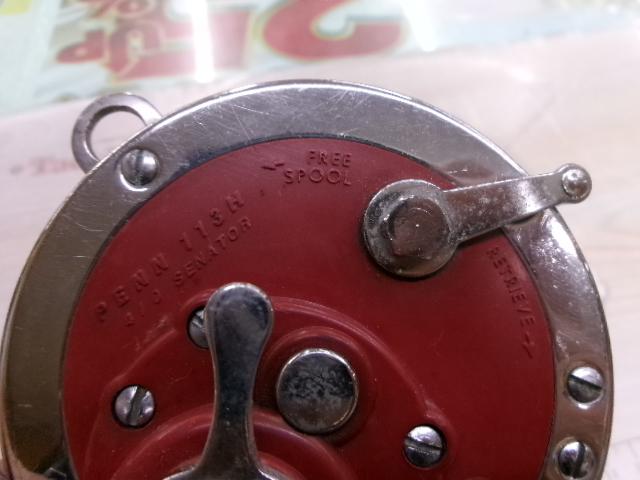 FREE
SPOOL
PENN 113H
SENATOR
RETRIEVE